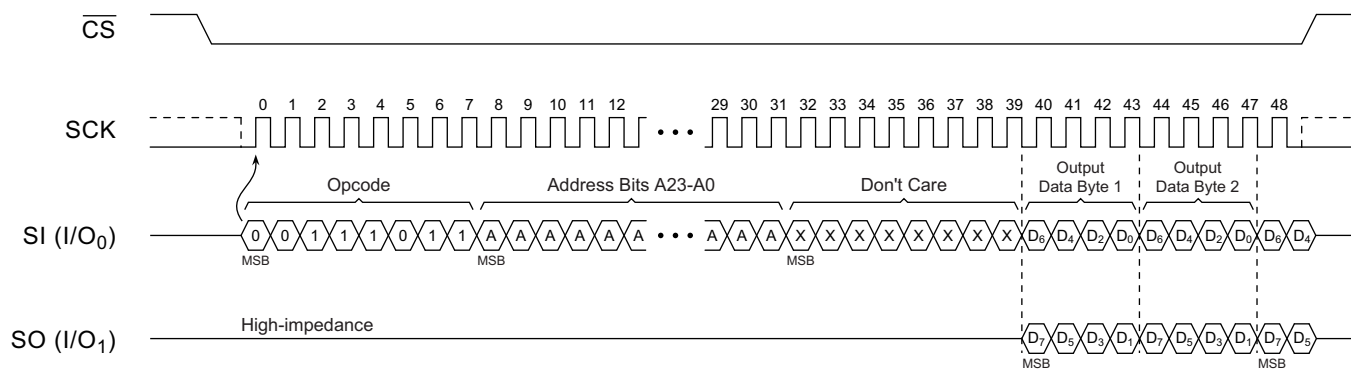 CS
SCK
0 1 2 3 4 5 6 7 8 9 10 11 12 29 30 31 32 33 34 35 36 37 38 39 40 41 42 43 44 45 46 47 48
Opcode Address Bits A23-A0 Don't Care Output Data Byte 1 Output Data Byte 2
SI (I/O0) 0 0 1 1 1 0 1 1 A A A A A A A A A X X X X X X X X D6 D4 D2 D0 D6 D4 D2 D0 D6 D4
MSB MSB MSB
High-impedance
SO (I/O1) D7 D5 D3 D1 D7 D5 D3 D1 D7 D5
MSB MSB